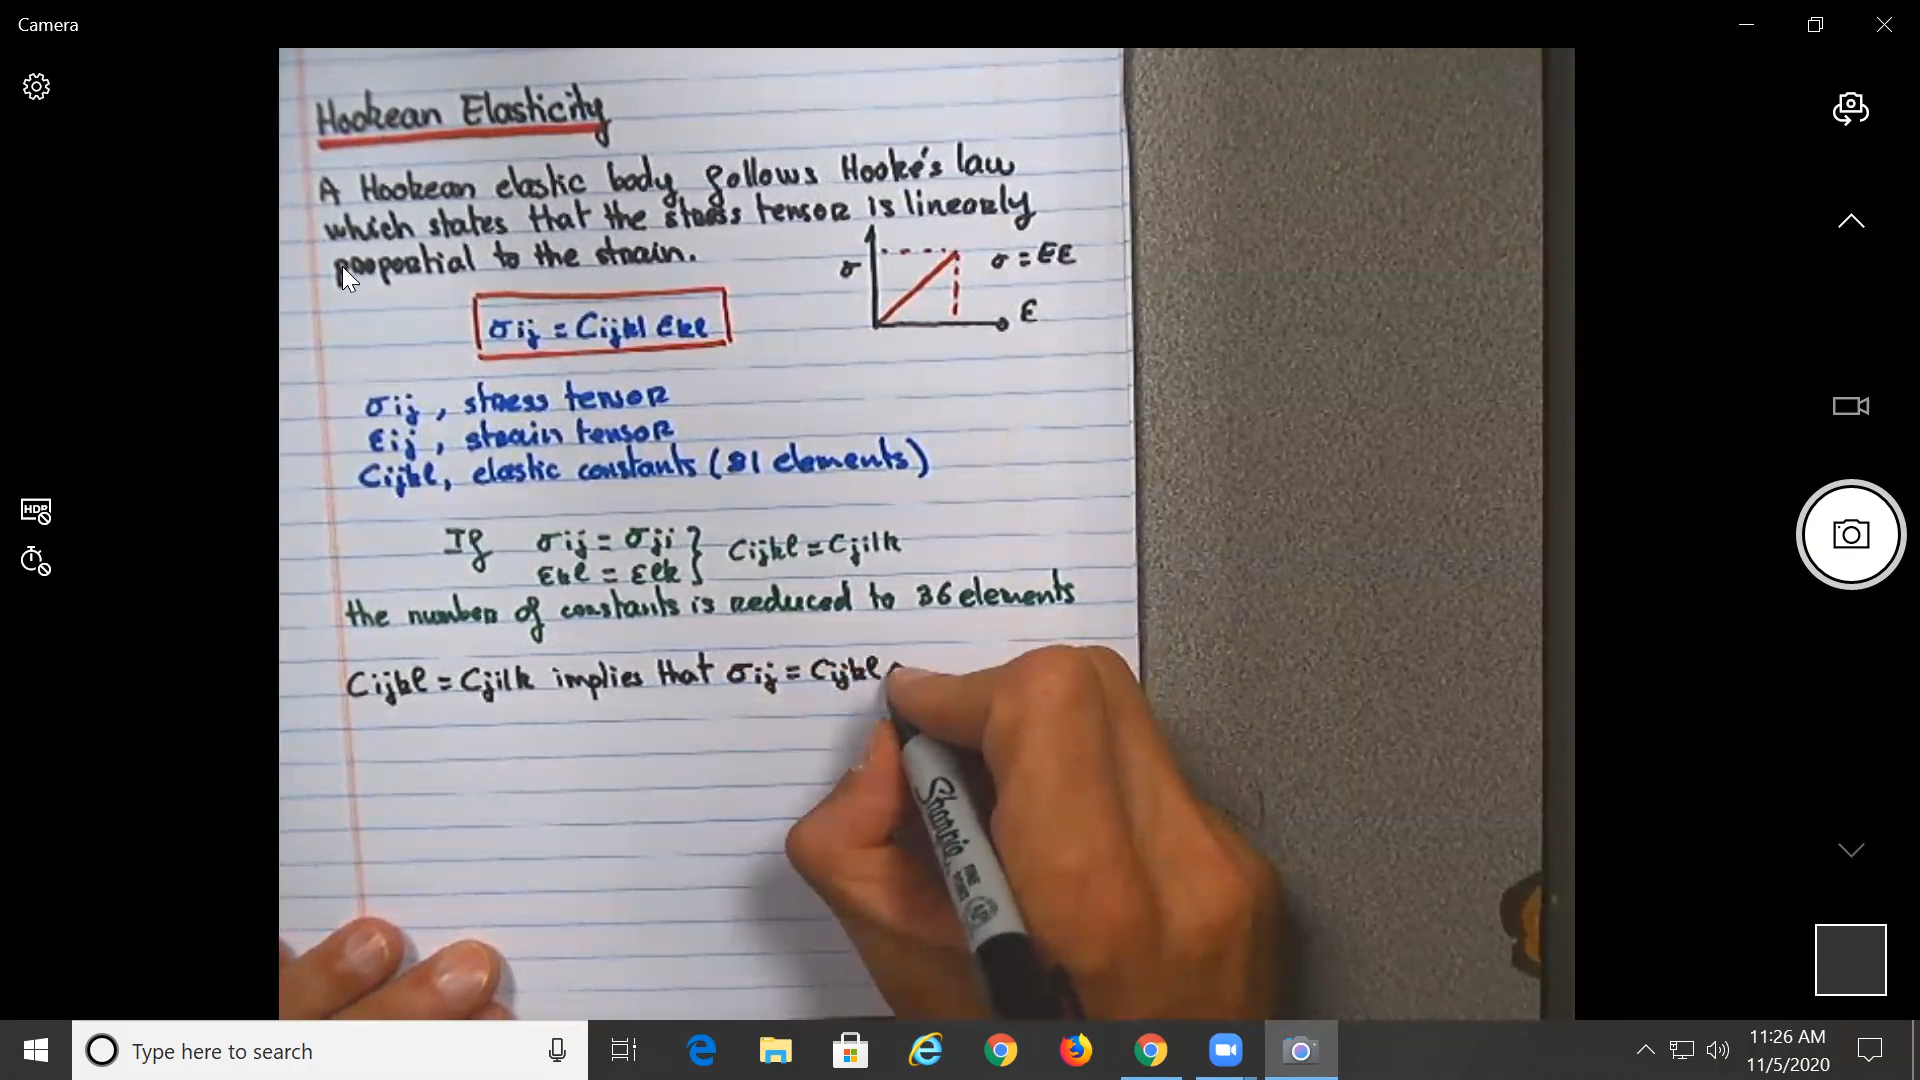 Camera
Hookean Elasticity
A Hookean elastic body follows Hooke's law
which states that the stress tensor is linearly
propostial to the strain.
σ
σ = Eε
ε
σij = Cijkl εkl
σij , stress tensor
εij , strain tensor
Cijkl, elastic constants (81 elements)
If σij = σji } Cijkl = Cjilk
εkl = εlk
the number of constants is reduced to 36 elements
Cijkl = Cjilk implies that σij = Cijkl
Sharpie
FINE
HDR
Type here to search
11:26 AM
11/5/2020